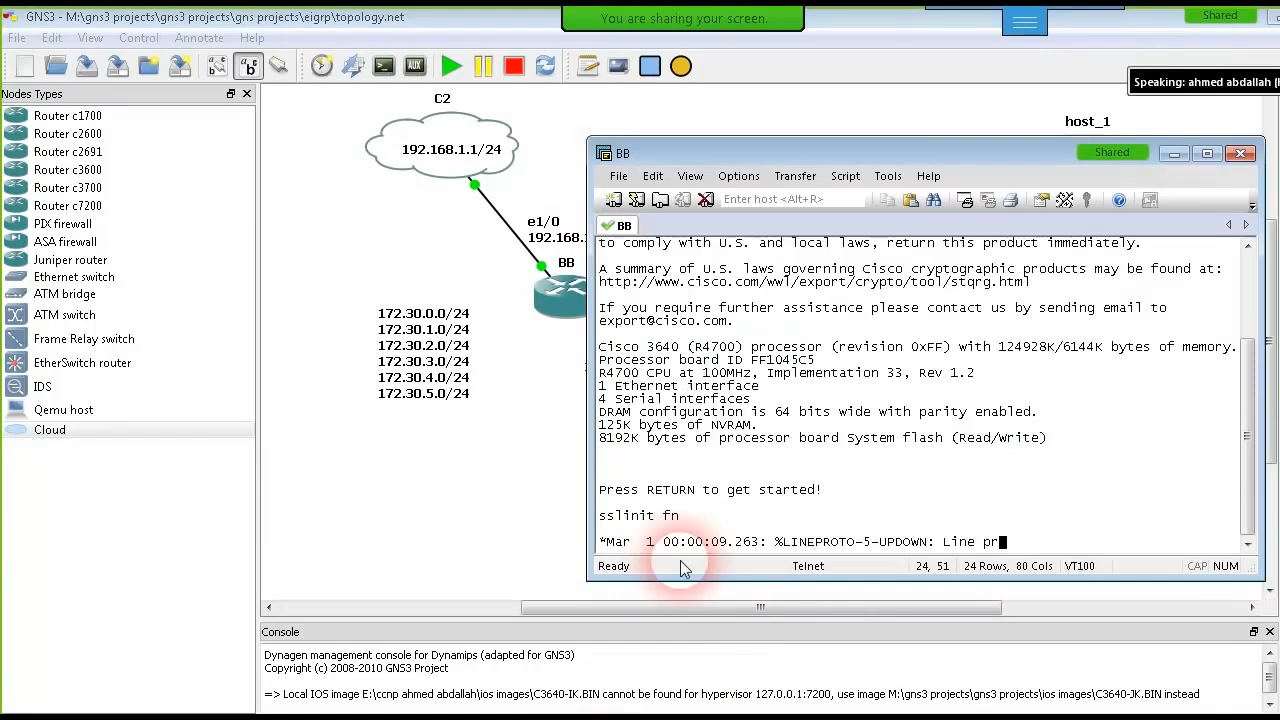 GNS3 - M:\gns3 projects\gns3 projects\gns projects\eigrp\topology.net
You are sharing your screen.
Shared
File Edit View Control Annotate Help
AUX
Speaking: ahmed abdallah
Nodes Types
Router c1700
Router c2600
Router c2691
Router c3600
Router c3700
Router c7200
PIX firewall
ASA firewall
Juniper router
Ethernet switch
ATM bridge
ATM switch
Frame Relay switch
EtherSwitch router
IDS
Qemu host
Cloud
C2
192.168.1.1/24
host_1
e1/0
BB
172.30.0.0/24
172.30.1.0/24
172.30.2.0/24
172.30.3.0/24
172.30.4.0/24
172.30.5.0/24
BB
Shared
File Edit View Options Transfer Script Tools Help
Enter host <Alt+R>
BB
to comply with U.S. and local laws, return this product immediately.
A summary of U.S. laws governing Cisco cryptographic products may be found at:
http://www.cisco.com/wwl/export/crypto/tool/stqrg.html
If you require further assistance please contact us by sending email to
export@cisco.com.
Cisco 3640 (R4700) processor (revision 0xFF) with 124928K/6144K bytes of memory.
Processor board ID FF1045C5
R4700 CPU at 100MHz, Implementation 33, Rev 1.2
1 Ethernet interface
4 Serial interfaces
DRAM configuration is 64 bits wide with parity enabled.
125K bytes of NVRAM.
8192K bytes of processor board System flash (Read/Write)
Press RETURN to get started!
sslinit fn
*Mar  1 00:00:09.263: %LINEPROTO-5-UPDOWN: Line pr
Ready Telnet 24, 51 24 Rows, 80 Cols VT100 CAP NUM
Console
Dynagen management console for Dynamips (adapted for GNS3)
Copyright (c) 2008-2010 GNS3 Project
=> Local IOS image E:\ccnp ahmed abdallah\ios images\C3640-IK.BIN cannot be found for hypervisor 127.0.0.1:7200, use image M:\gns3 projects\gns3 projects\ios images\C3640-JK.BIN instead